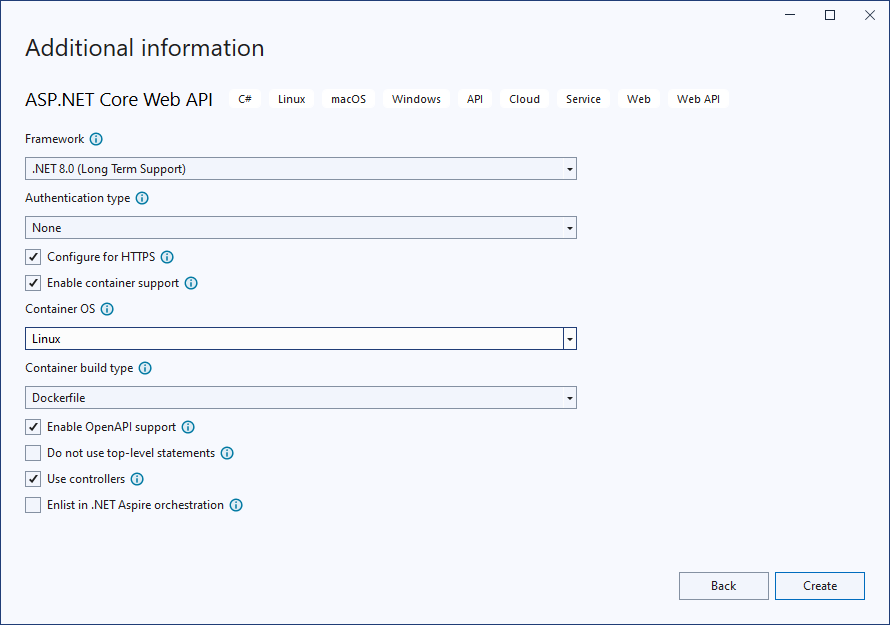 Additional information
ASP.NET Core Web API C# Linux macOS Windows API Cloud Service Web Web API
Framework
.NET 8.0 (Long Term Support)
Authentication type
None
Configure for HTTPS
Enable container support
Container OS
Linux
Container build type
Dockerfile
Enable OpenAPI support
Do not use top-level statements
Use controllers
Enlist in .NET Aspire orchestration
Back Create